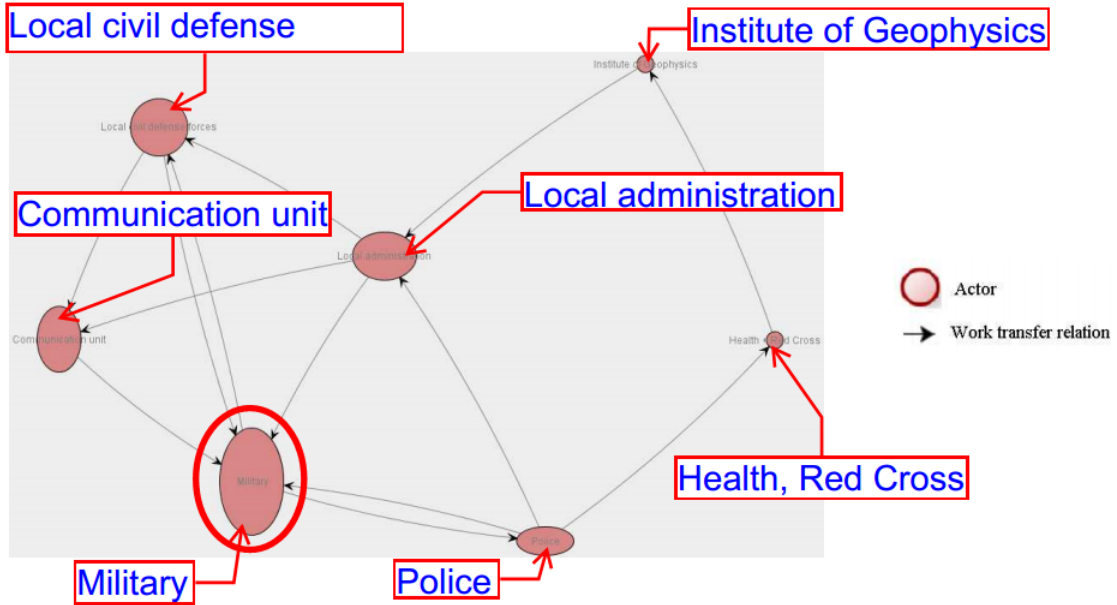 Local civil defense
Institute of Geophysics
Institute of Geophysics
Local civil defense forces
Communication unit
Local administration
Local administration
Actor
Communication unit
Work transfer relation
Health + Red Cross
Health, Red Cross
Military
Police
Military
Police